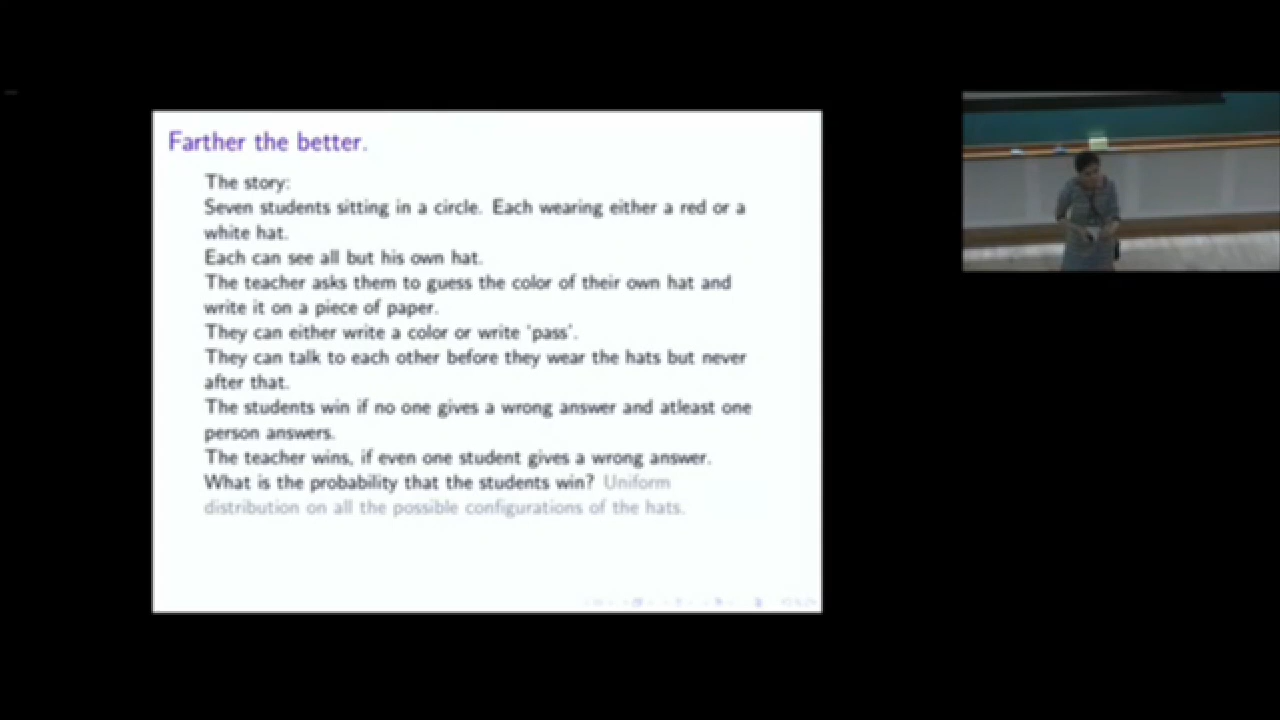 Farther the better.
The story:
Seven students sitting in a circle. Each wearing either a red or a
white hat.
Each can see all but his own hat.
The teacher asks them to guess the color of their own hat and
write it on a piece of paper.
They can either write a color or write 'pass'.
They can talk to each other before they wear the hats but never
after that.
The students win if no one gives a wrong answer and atleast one
person answers.
The teacher wins, if even one student gives a wrong answer.
What is the probability that the students win? Uniform
distribution on all the possible configurations of the hats.